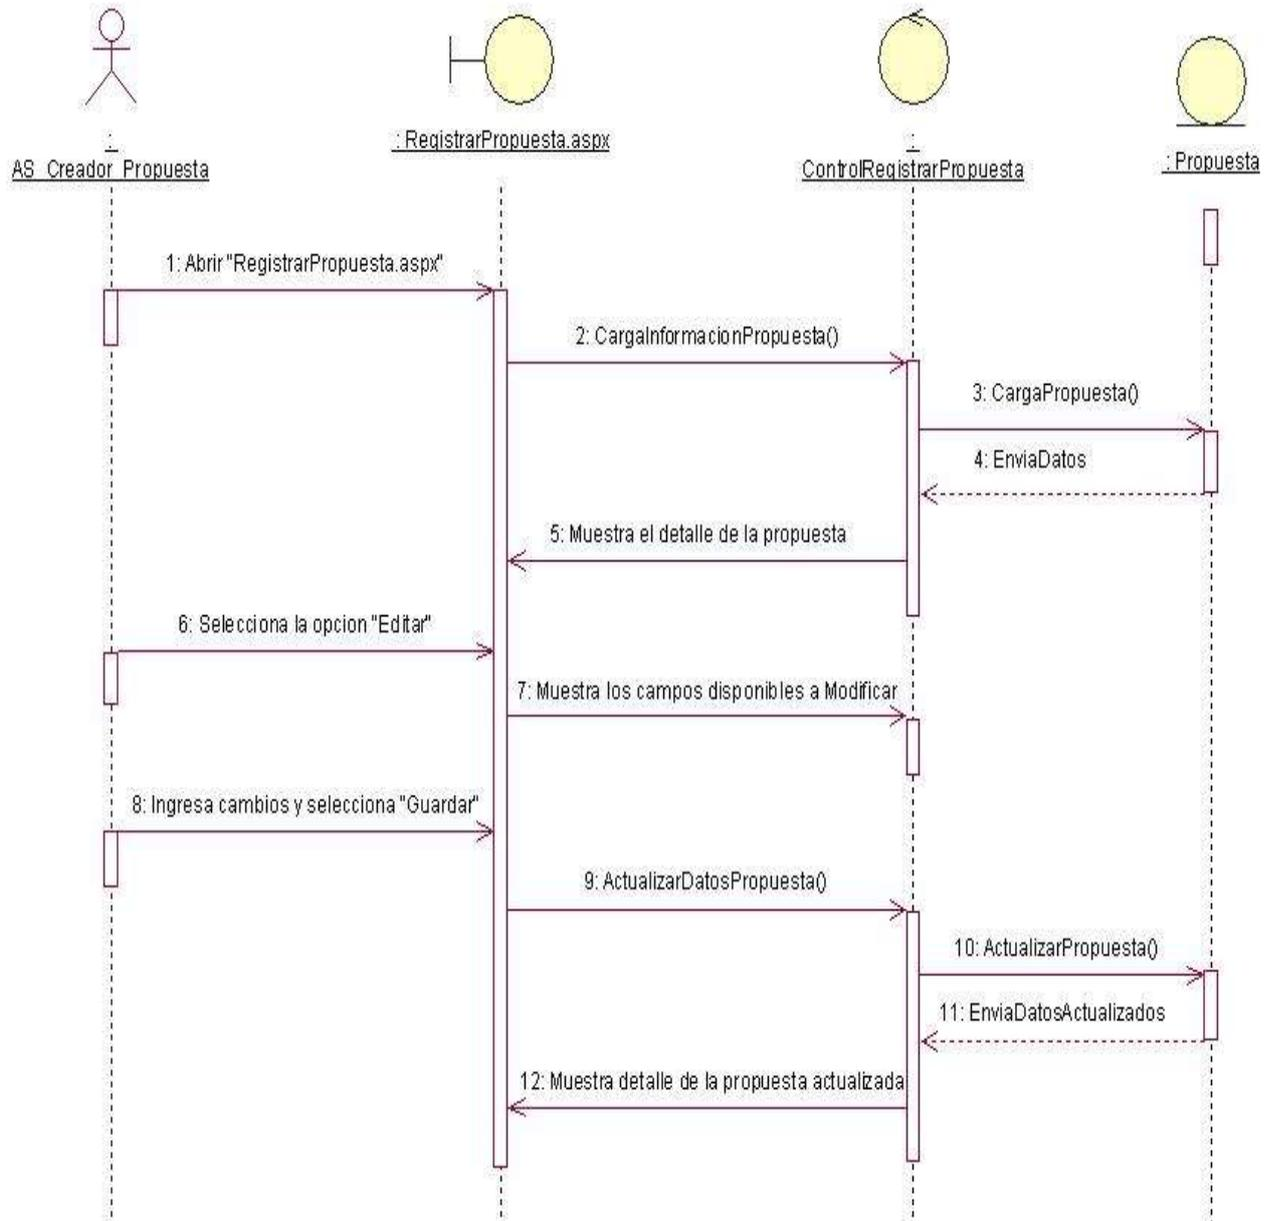 :
AS_Creador_Propuesta
: RegistrarPropuesta.aspx
:
ControlRegistrarPropuesta
: Propuesta
1: Abrir "RegistrarPropuesta.aspx"
2: CargaInformacionPropuesta()
3: CargaPropuesta()
4: EnviaDatos
5: Muestra el detalle de la propuesta
6: Selecciona la opcion "Editar"
7: Muestra los campos disponibles a Modificar
8: Ingresa cambios y selecciona "Guardar"
9: ActualizarDatosPropuesta()
10: ActualizarPropuesta()
11: EnviaDatosActualizados
12: Muestra detalle de la propuesta actualizada